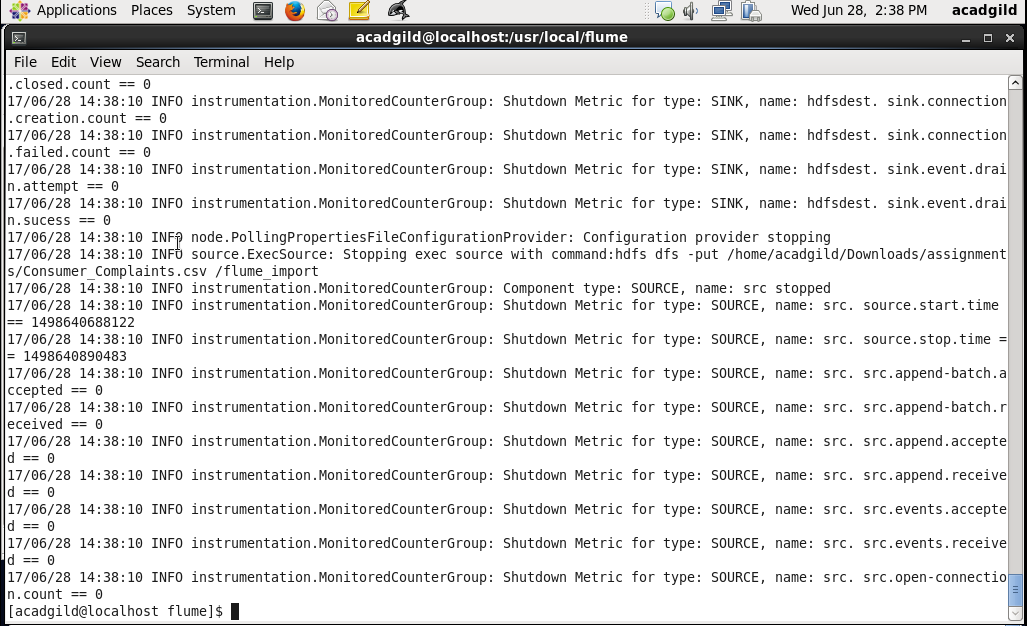 Applications Places System Wed Jun 28, 2:38 PM acadgild
acadgild@localhost:/usr/local/flume
File Edit View Search Terminal Help
.closed.count == 0
17/06/28 14:38:10 INFO instrumentation.MonitoredCounterGroup: Shutdown Metric for type: SINK, name: hdfsdest. sink.connection
.creation.count == 0
17/06/28 14:38:10 INFO instrumentation.MonitoredCounterGroup: Shutdown Metric for type: SINK, name: hdfsdest. sink.connection
.failed.count == 0
17/06/28 14:38:10 INFO instrumentation.MonitoredCounterGroup: Shutdown Metric for type: SINK, name: hdfsdest. sink.event.drai
n.attempt == 0
17/06/28 14:38:10 INFO instrumentation.MonitoredCounterGroup: Shutdown Metric for type: SINK, name: hdfsdest. sink.event.drai
n.sucess == 0
17/06/28 14:38:10 INFO node.PollingPropertiesFileConfigurationProvider: Configuration provider stopping
17/06/28 14:38:10 INFO source.ExecSource: Stopping exec source with command:hdfs dfs -put /home/acadgild/Downloads/assignment
s/Consumer_Complaints.csv /flume_import
17/06/28 14:38:10 INFO instrumentation.MonitoredCounterGroup: Component type: SOURCE, name: src stopped
17/06/28 14:38:10 INFO instrumentation.MonitoredCounterGroup: Shutdown Metric for type: SOURCE, name: src. source.start.time
== 1498640688122
17/06/28 14:38:10 INFO instrumentation.MonitoredCounterGroup: Shutdown Metric for type: SOURCE, name: src. source.stop.time =
= 1498640890483
17/06/28 14:38:10 INFO instrumentation.MonitoredCounterGroup: Shutdown Metric for type: SOURCE, name: src. src.append-batch.a
ccepted == 0
17/06/28 14:38:10 INFO instrumentation.MonitoredCounterGroup: Shutdown Metric for type: SOURCE, name: src. src.append-batch.r
eceived == 0
17/06/28 14:38:10 INFO instrumentation.MonitoredCounterGroup: Shutdown Metric for type: SOURCE, name: src. src.append.accepte
d == 0
17/06/28 14:38:10 INFO instrumentation.MonitoredCounterGroup: Shutdown Metric for type: SOURCE, name: src. src.append.receive
d == 0
17/06/28 14:38:10 INFO instrumentation.MonitoredCounterGroup: Shutdown Metric for type: SOURCE, name: src. src.events.accepte
d == 0
17/06/28 14:38:10 INFO instrumentation.MonitoredCounterGroup: Shutdown Metric for type: SOURCE, name: src. src.events.receive
d == 0
17/06/28 14:38:10 INFO instrumentation.MonitoredCounterGroup: Shutdown Metric for type: SOURCE, name: src. src.open-connectio
n.count == 0
[acadgild@localhost flume]$